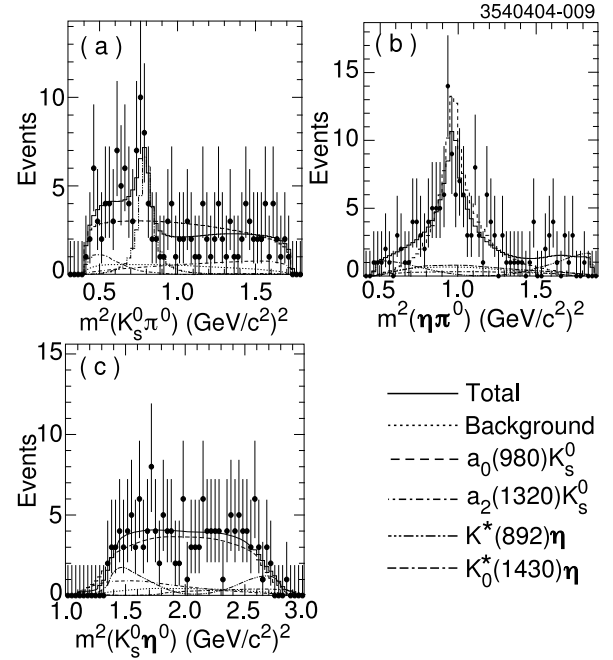 3540404-009
( a )
10
5
0
Events
0.5 1.0 1.5
m²(K⁰ₛπ⁰) (GeV/c²)²
( b )
15
10
5
0
Events
0.5 1.0 1.5
m²(ηπ⁰) (GeV/c²)²
( c )
15
10
5
0
Events
1.0 1.5 2.0 2.5 3.0
m²(K⁰ₛη⁰) (GeV/c²)²
Total
Background
a₀(980)K⁰ₛ
a₂(1320)K⁰ₛ
K*(892)η
K*₀(1430)η